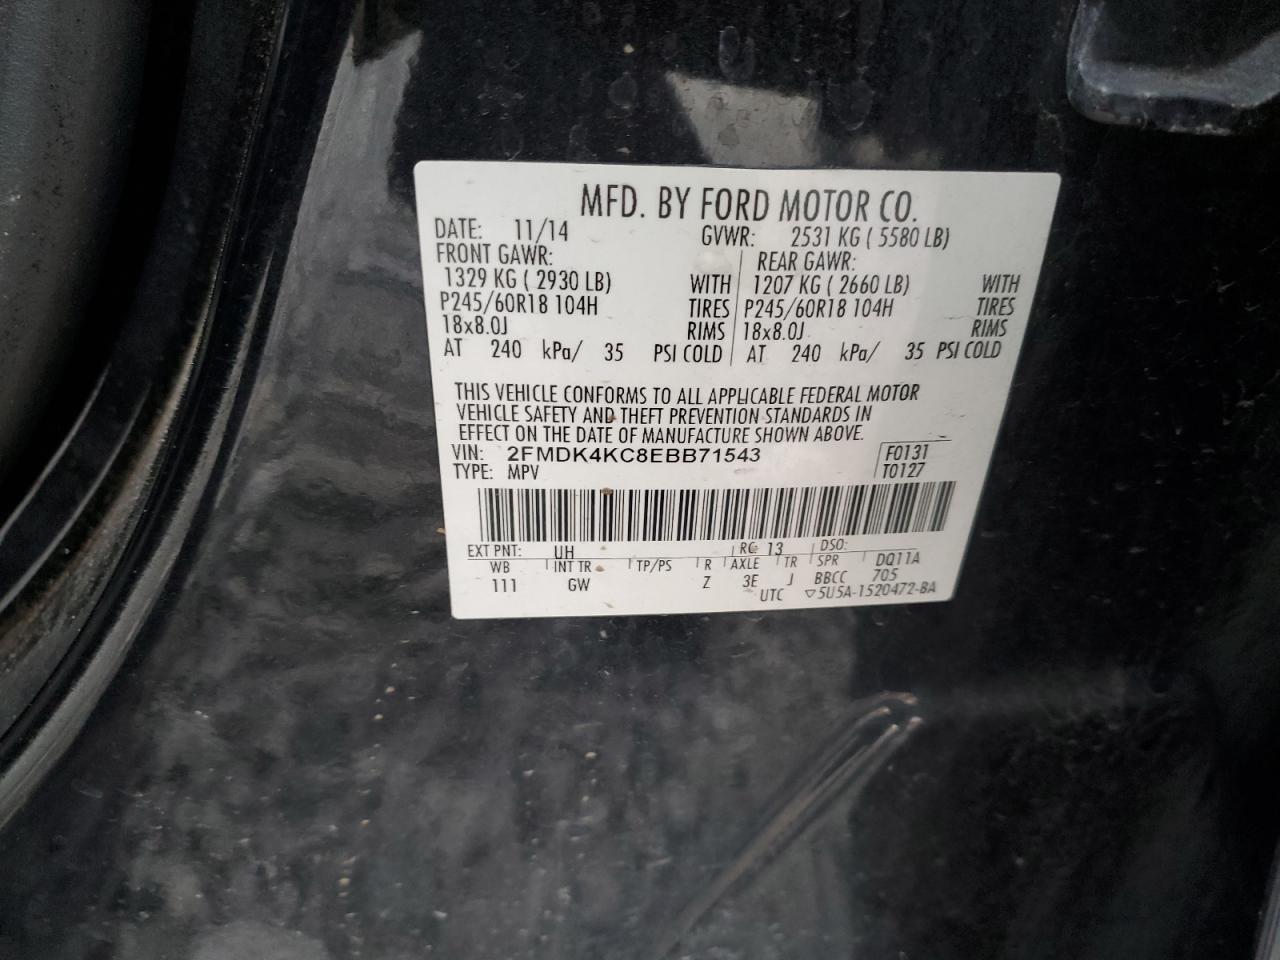 MFD. BY FORD MOTOR CO.
DATE: 11/14 GVWR: 2531 KG ( 5580 LB)
FRONT GAWR: REAR GAWR:
1329 KG ( 2930 LB) WITH 1207 KG ( 2660 LB) WITH
P245/60R18 104H TIRES P245/60R18 104H TIRES
18x8.0J RIMS 18x8.0J RIMS
AT 240 kPa/ 35 PSI COLD AT 240 kPa/ 35 PSI COLD
THIS VEHICLE CONFORMS TO ALL APPLICABLE FEDERAL MOTOR
VEHICLE SAFETY AND THEFT PREVENTION STANDARDS IN
EFFECT ON THE DATE OF MANUFACTURE SHOWN ABOVE.
VIN: 2FMDK4KC8EBB71543 F0131
TYPE: MPV T0127
EXT PNT: UH RC 13 DSO:
WB INT TR TP/PS R AXLE TR SPR DQ11A
111 GW Z 3E J BBCC 705
UTC ▽5U5A-1520472-BA